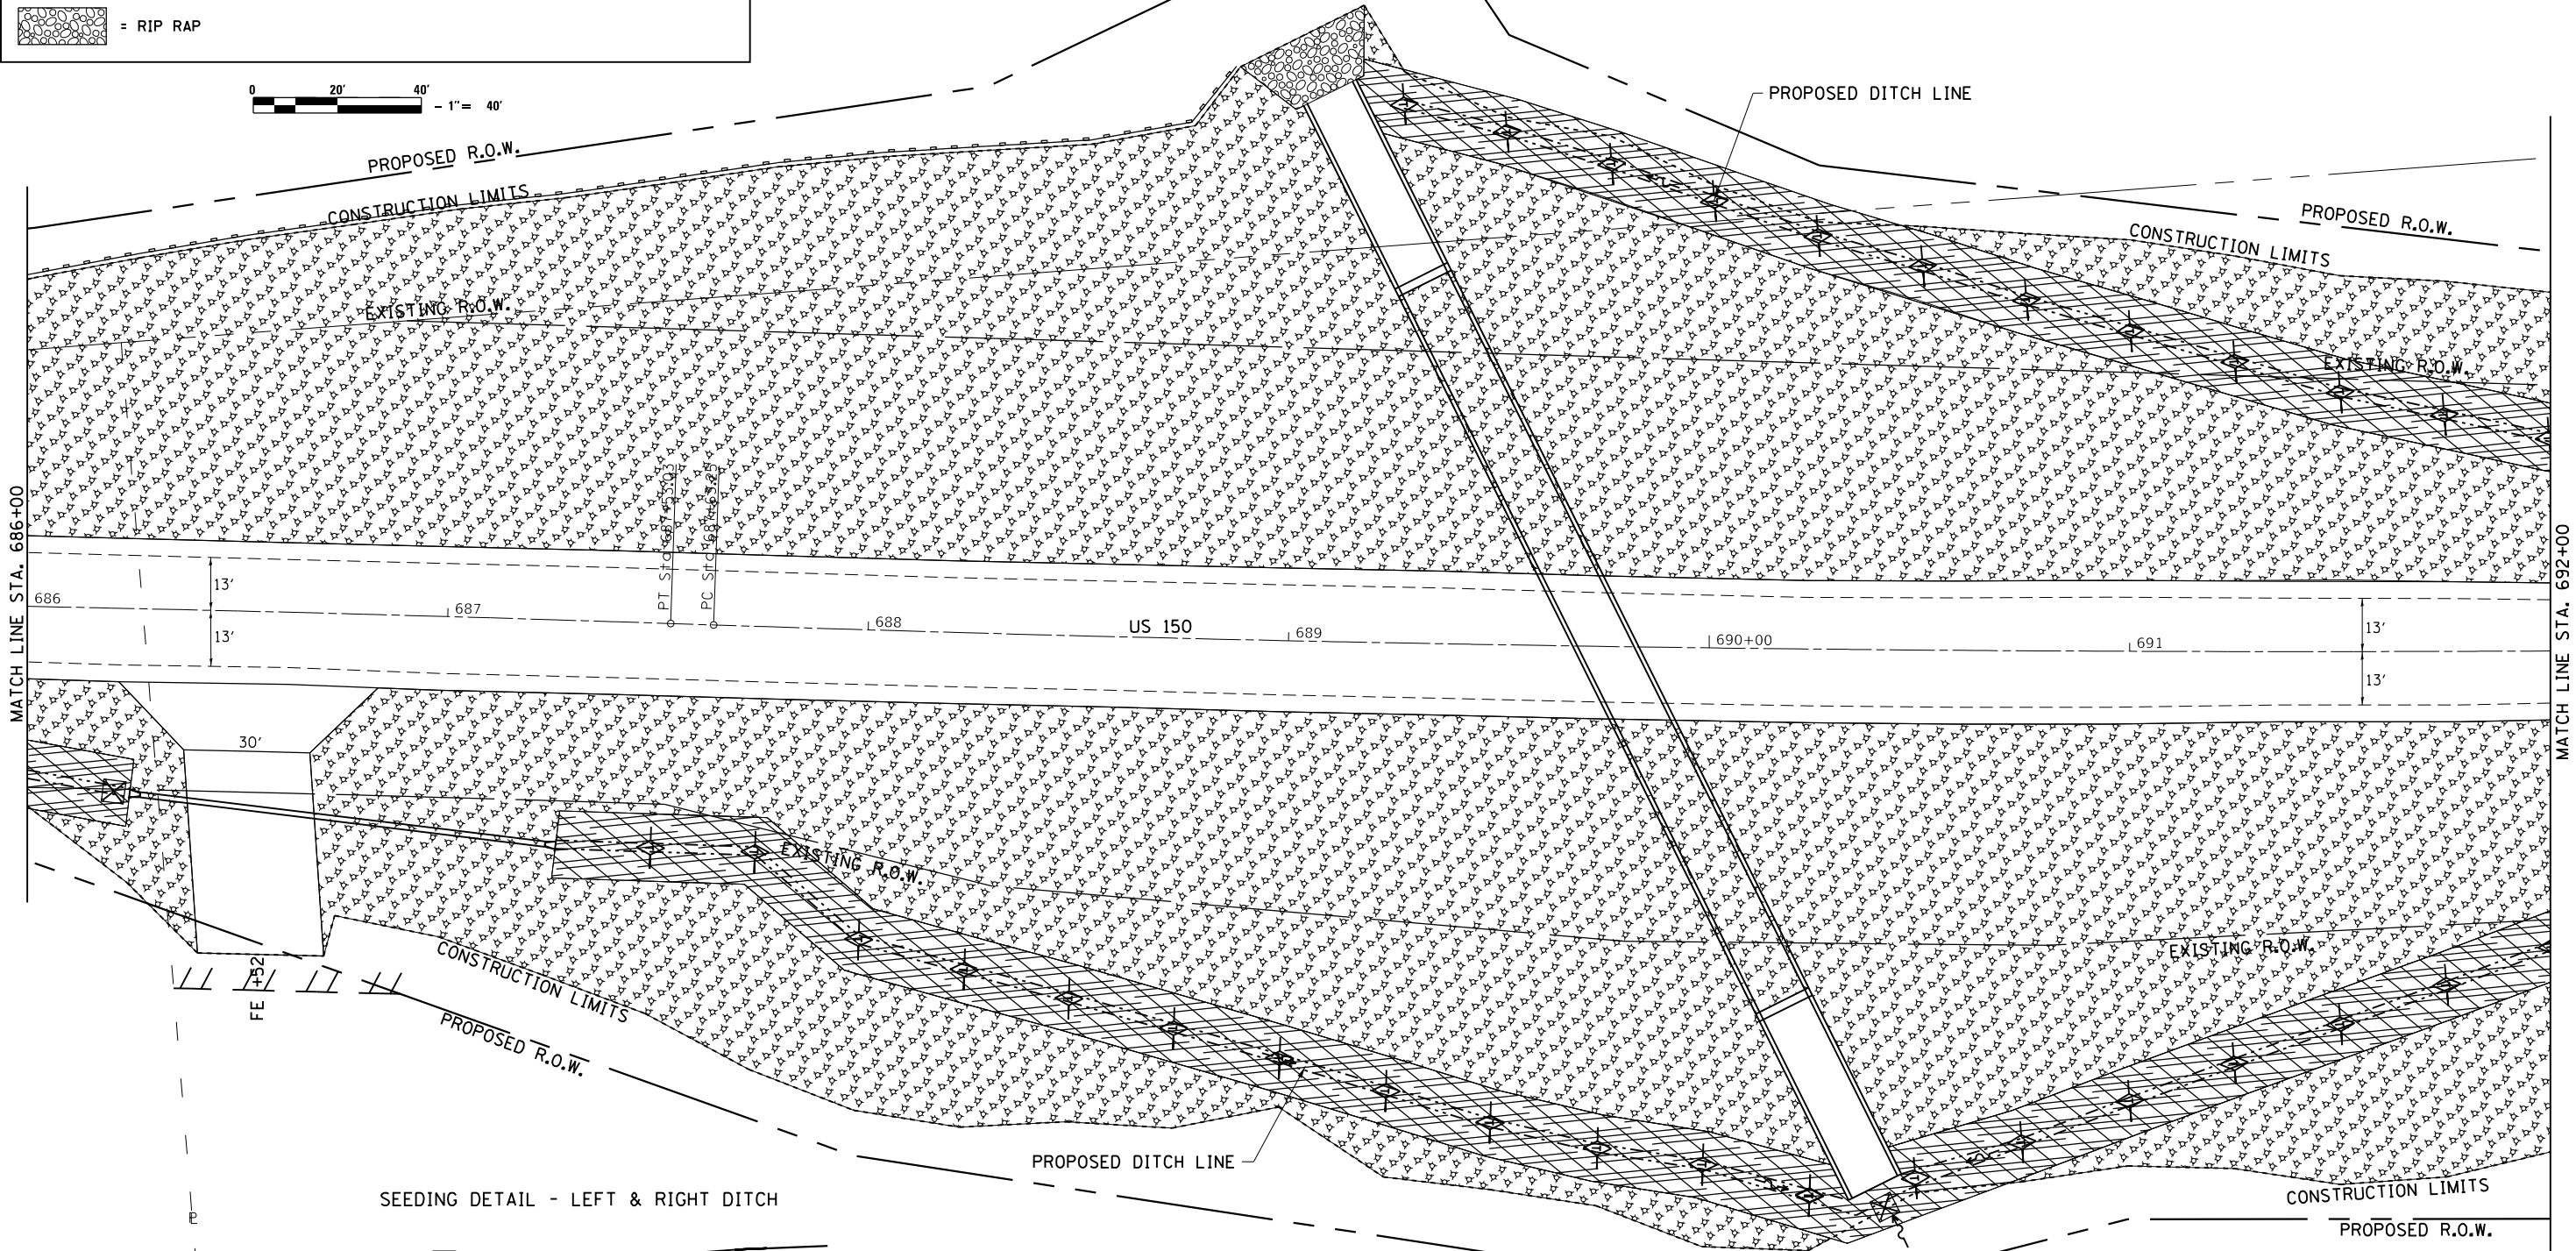 = RIP RAP
0 20' 40'
- 1"= 40'
PROPOSED DITCH LINE
PROPOSED R.O.W.
CONSTRUCTION LIMITS
PROPOSED R.O.W.
CONSTRUCTION LIMITS
EXISTING R.O.W.
EXISTING R.O.W.
MATCH LINE STA. 686+00
MATCH LINE STA. 692+00
PT Sta
PC Sta
13'
13'
686
687
688
US 150
689
690+00
691
13'
13'
30'
EXISTING R.O.W.
EXISTING R.O.W.
CONSTRUCTION LIMITS
FE +52
PROPOSED R.O.W.
PROPOSED DITCH LINE
SEEDING DETAIL - LEFT & RIGHT DITCH
CONSTRUCTION LIMITS
PROPOSED R.O.W.